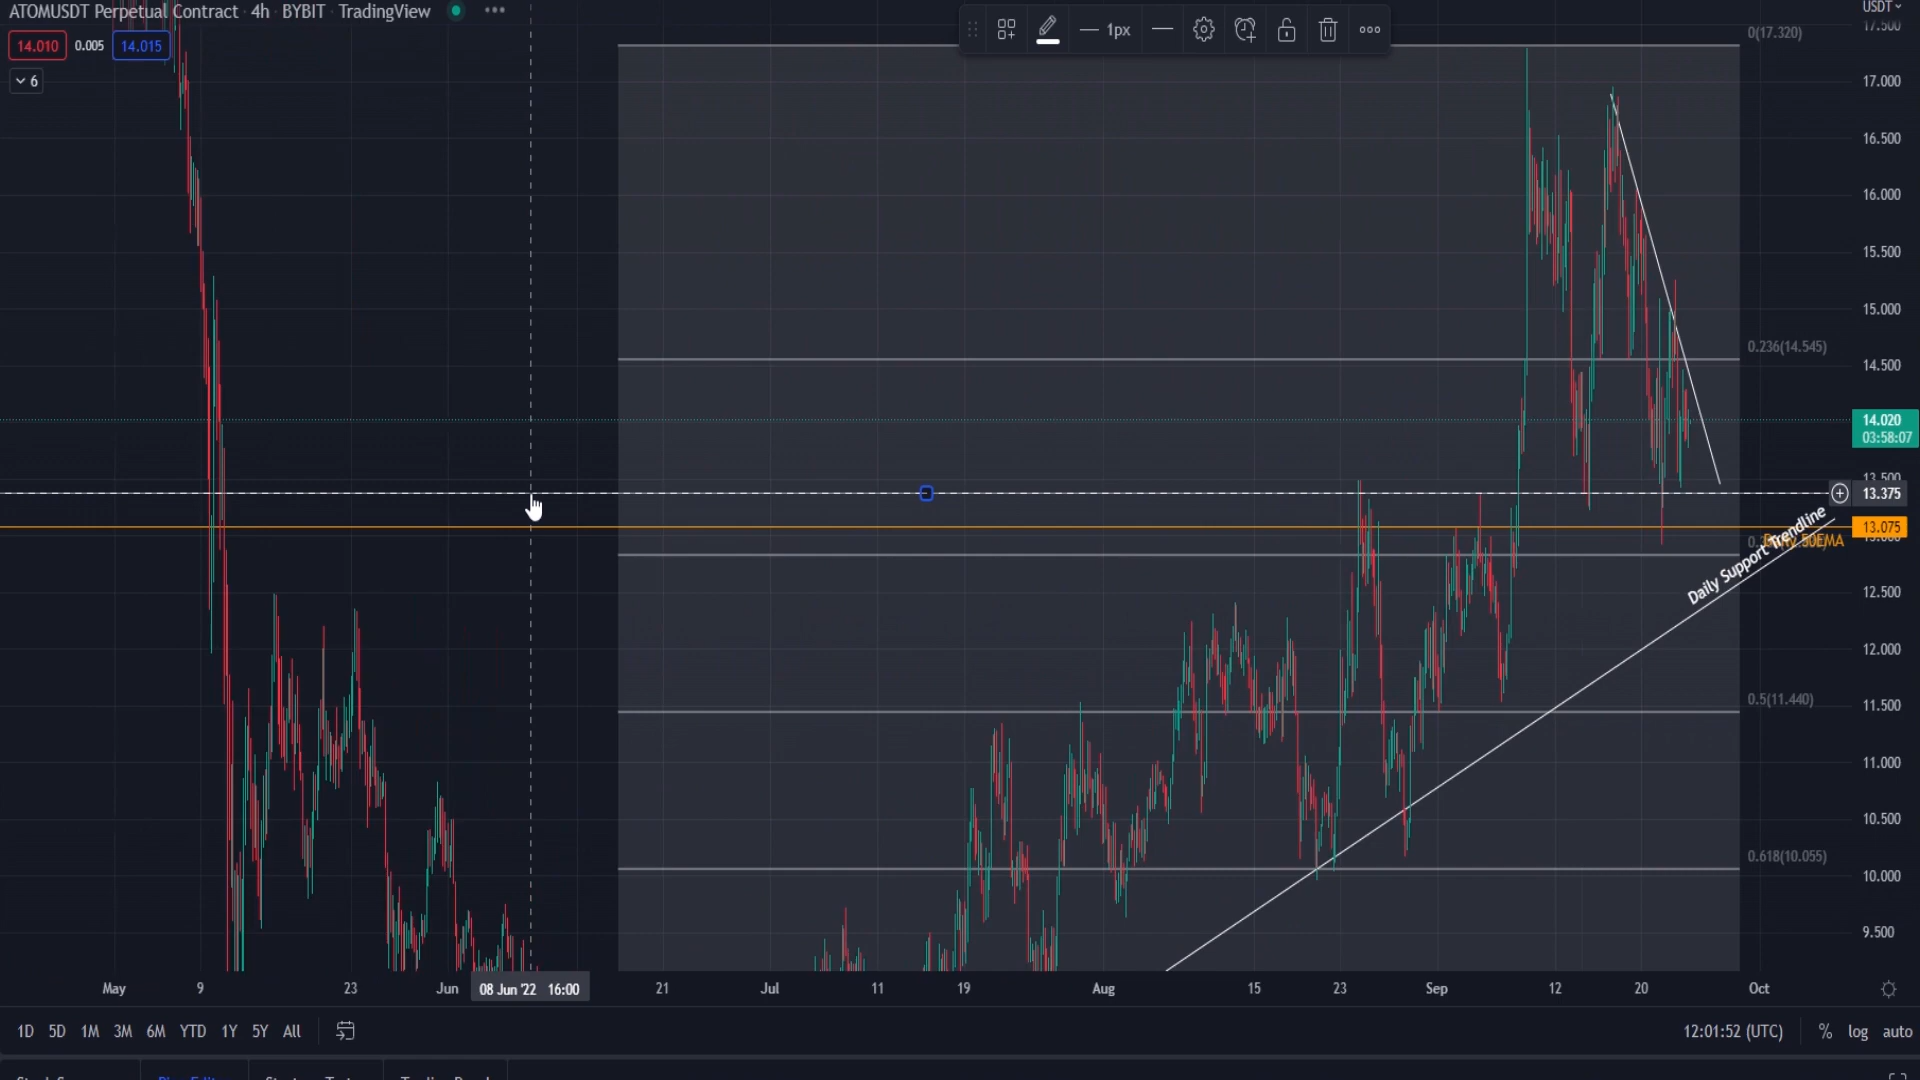 ATOMUSDT Perpetual Contract · 4h · BYBIT · TradingView
14.010 0.005 14.015
6
1px
USDT
17.500
17.000
16.500
16.000
15.500
15.000
14.500
14.020
03:58:07
13.500
13.375
13.075
13.000
12.500
12.000
11.500
11.000
10.500
10.000
9.500
0(17.320)
0.236(14.545)
50EMA
Daily Support Trendline
0.5(11.440)
0.618(10.055)
May 9 23 Jun 08 Jun '22 16:00 21 Jul 11 19 Aug 15 23 Sep 12 20 Oct
1D 5D 1M 3M 6M YTD 1Y 5Y All
12:01:52 (UTC) % log auto